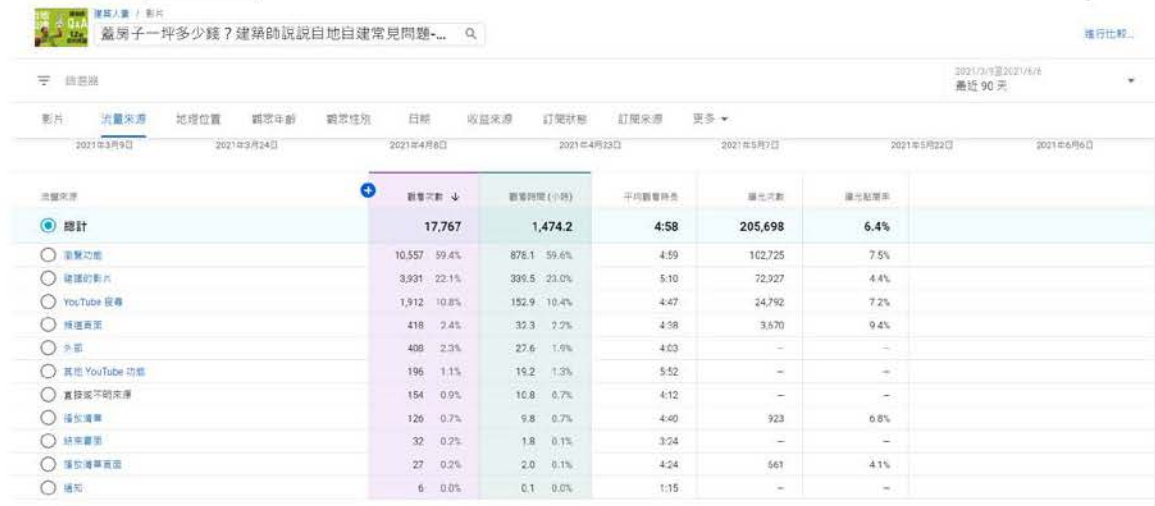 Q&A
建築人童 / 影片
蓋房子一坪多少錢?建築師說說自地自建常見問題-...
進行比較...
篩選器
2021/3/9至2021/6/6
最近 90 天
影片 流量來源 地理位置 觀眾年齡 觀眾性別 日期 收益來源 訂閱狀態 訂閱來源 更多
2021年3月9日 2021年3月24日 2021年4月8日 2021年4月23日 2021年5月7日 2021年5月22日 2021年6月6日
流量來源 觀看次數 ↓ 觀看時間 (小時) 平均觀看時長 曝光次數 曝光點閱率
總計 17,767 1,474.2 4:58 205,698 6.4%
瀏覽功能 10,557 59.4% 878.1 59.6% 4:59 102,725 7.5%
建議的影片 3,931 22.1% 339.5 23.0% 5:10 72,927 4.4%
YouTube 搜尋 1,912 10.8% 152.9 10.4% 4:47 24,792 7.2%
頻道頁面 418 2.4% 32.3 2.2% 4:38 3,670 9.4%
外部 408 2.3% 27.6 1.9% 4:03 – –
其他 YouTube 功能 196 1.1% 19.2 1.3% 5:52 – –
直接或不明來源 154 0.9% 10.8 0.7% 4:12 – –
播放清單 126 0.7% 9.8 0.7% 4:40 923 6.8%
結束畫面 32 0.2% 1.8 0.1% 3:24 – –
播放清單頁面 27 0.2% 2.0 0.1% 4:24 661 4.1%
通知 6 0.0% 0.1 0.0% 1:15 – –